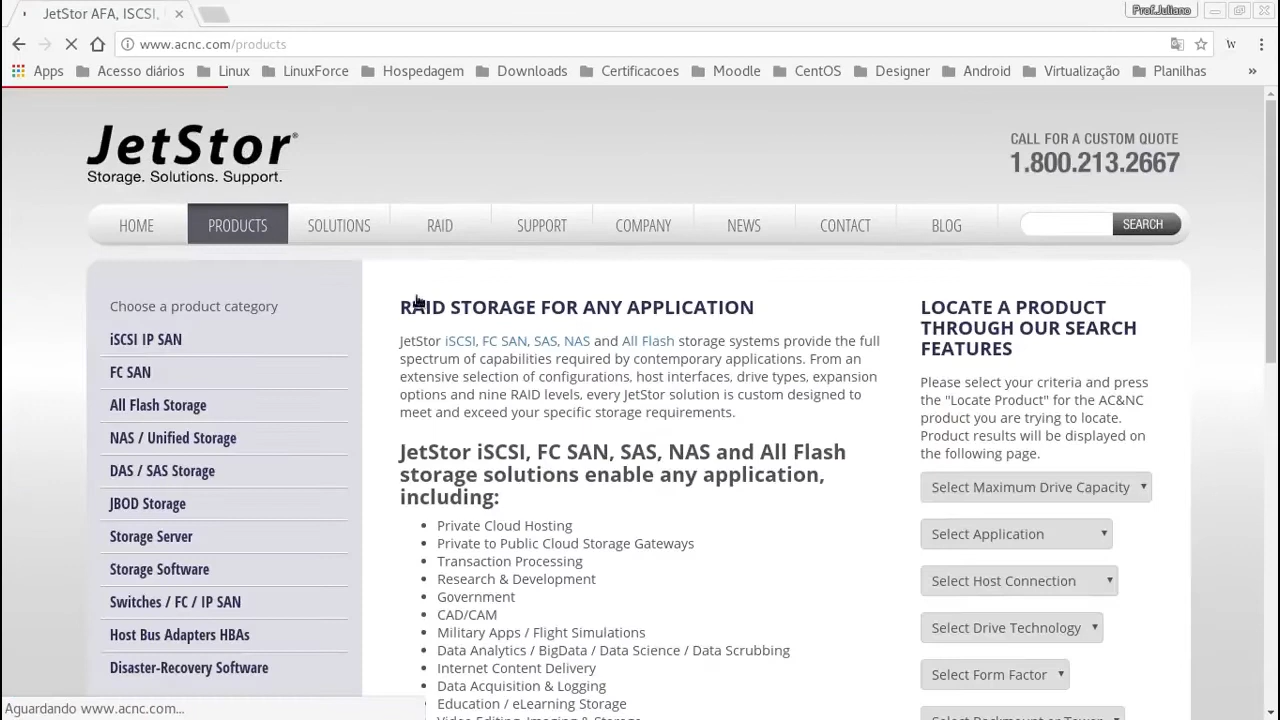 JetStor AFA, ISCSI,
Prof.Juliano
www.acnc.com/products
W
Apps
Acesso diários
Linux
LinuxForce
Hospedagem
Downloads
Certificacoes
Moodle
CentOS
Designer
Android
Virtualização
Planilhas
»
JetStor®
Storage. Solutions. Support.
CALL FOR A CUSTOM QUOTE
1.800.213.2667
HOME
PRODUCTS
SOLUTIONS
RAID
SUPPORT
COMPANY
NEWS
CONTACT
BLOG
SEARCH
Choose a product category
iSCSI IP SAN
FC SAN
All Flash Storage
NAS / Unified Storage
DAS / SAS Storage
JBOD Storage
Storage Server
Storage Software
Switches / FC / IP SAN
Host Bus Adapters HBAs
Disaster-Recovery Software
RAID STORAGE FOR ANY APPLICATION
JetStor iSCSI, FC SAN, SAS, NAS and All Flash storage systems provide the full
spectrum of capabilities required by contemporary applications. From an
extensive selection of configurations, host interfaces, drive types, expansion
options and nine RAID levels, every JetStor solution is custom designed to
meet and exceed your specific storage requirements.
JetStor iSCSI, FC SAN, SAS, NAS and All Flash
storage solutions enable any application,
including:
• Private Cloud Hosting
• Private to Public Cloud Storage Gateways
• Transaction Processing
• Research & Development
• Government
• CAD/CAM
• Military Apps / Flight Simulations
• Data Analytics / BigData / Data Science / Data Scrubbing
• Internet Content Delivery
• Data Acquisition & Logging
• Education / eLearning Storage
• Video Editing, Imaging & Storage
LOCATE A PRODUCT
THROUGH OUR SEARCH
FEATURES
Please select your criteria and press
the "Locate Product" for the AC&NC
product you are trying to locate.
Product results will be displayed on
the following page.
Select Maximum Drive Capacity
Select Application
Select Host Connection
Select Drive Technology
Select Form Factor
Select Rackmount or Tower
Aguardando www.acnc.com...